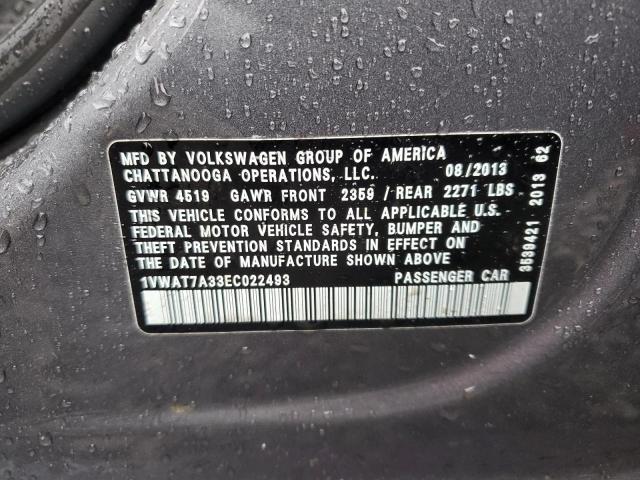 MFD BY VOLKSWAGEN GROUP OF AMERICA
CHATTANOOGA OPERATIONS, LLC. 08/2013
GVWR 4519 GAWR FRONT 2359 / REAR 2271 LBS
THIS VEHICLE CONFORMS TO ALL APPLICABLE U.S.
FEDERAL MOTOR VEHICLE SAFETY, BUMPER AND
THEFT PREVENTION STANDARDS IN EFFECT ON
THE DATE OF MANUFACTURE SHOWN ABOVE
1VWAT7A33EC022493 PASSENGER CAR
3539421 2013 62